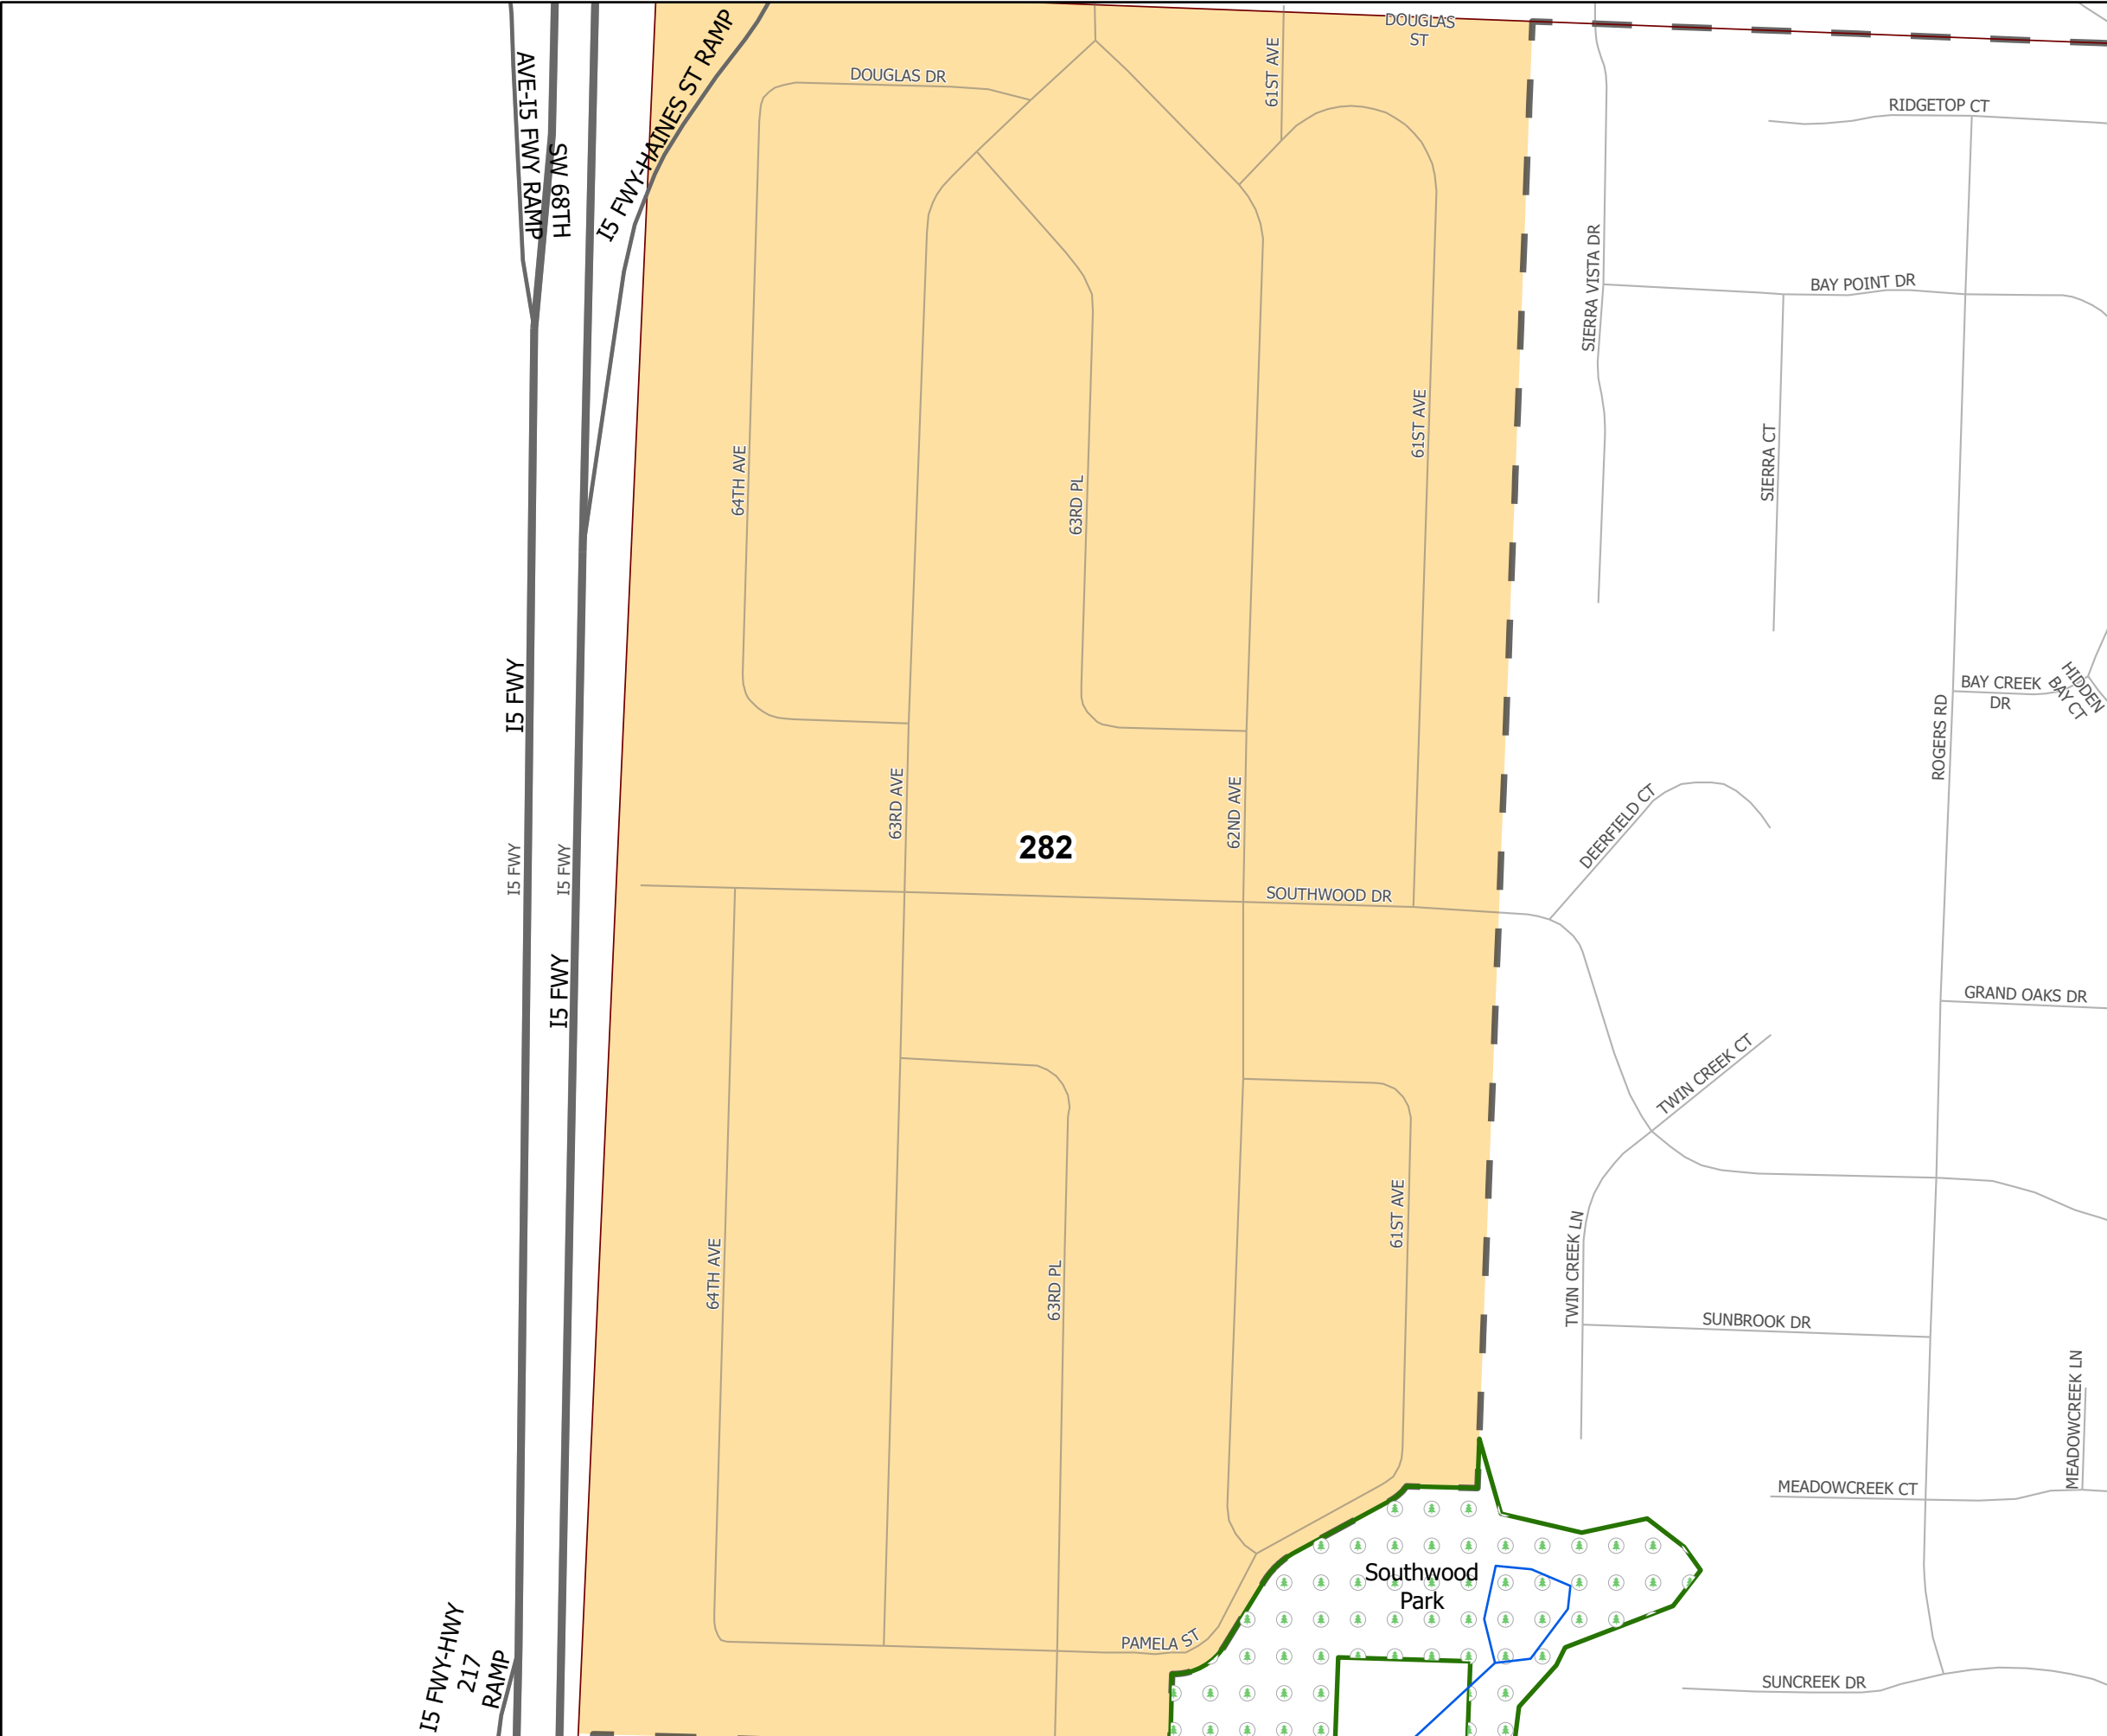 DOUGLAS
ST
AVE-I5 FWY RAMP
SW 68TH
I5 FWY-HAINES ST RAMP
DOUGLAS DR
61ST AVE
RIDGETOP CT
SIERRA VISTA DR
BAY POINT DR
64TH AVE
63RD PL
61ST AVE
SIERRA CT
I5 FWY
BAY CREEK
DR
HIDDEN
BAY CT
ROGERS RD
63RD AVE
62ND AVE
282
DEERFIELD CT
I5 FWY
I5 FWY
SOUTHWOOD DR
I5 FWY
GRAND OAKS DR
TWIN CREEK CT
64TH AVE
63RD PL
61ST AVE
TWIN CREEK LN
SUNBROOK DR
MEADOWCREEK LN
MEADOWCREEK CT
Southwood
Park
PAMELA ST
I5 FWY-HWY
217
RAMP
SUNCREEK DR